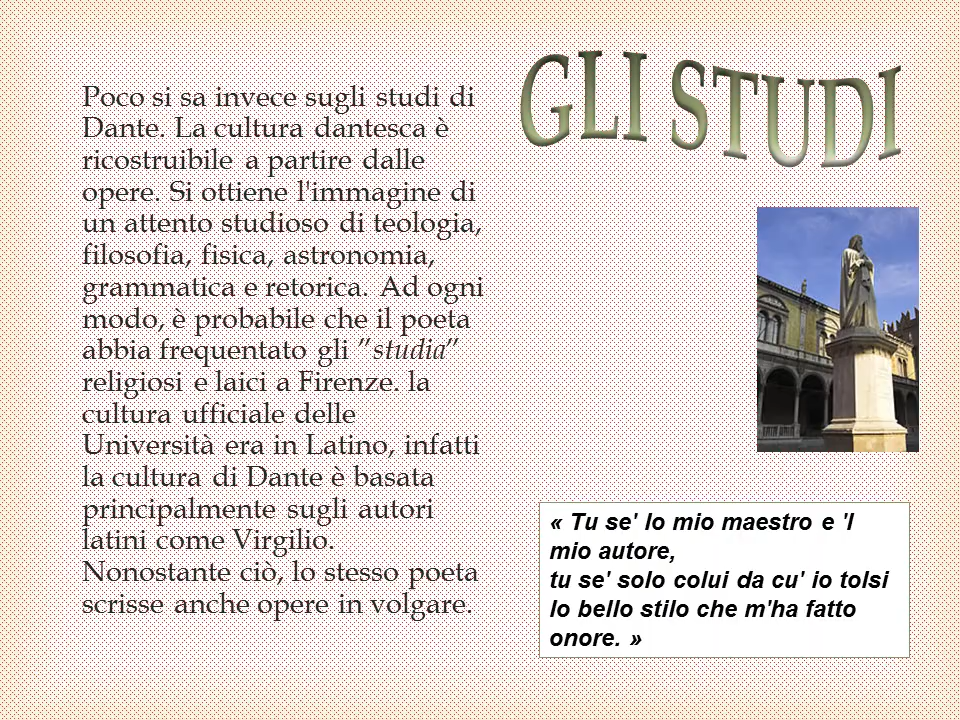 GLI STUDI
Poco si sa invece sugli studi di
Dante. La cultura dantesca è
ricostruibile a partire dalle
opere. Si ottiene l'immagine di
un attento studioso di teologia,
filosofia, fisica, astronomia,
grammatica e retorica. Ad ogni
modo, è probabile che il poeta
abbia frequentato gli "studia"
religiosi e laici a Firenze. la
cultura ufficiale delle
Università era in Latino, infatti
la cultura di Dante è basata
principalmente sugli autori
latini come Virgilio.
Nonostante ciò, lo stesso poeta
scrisse anche opere in volgare.
« Tu se' lo mio maestro e 'l
mio autore,
tu se' solo colui da cu' io tolsi
lo bello stilo che m'ha fatto
onore. »